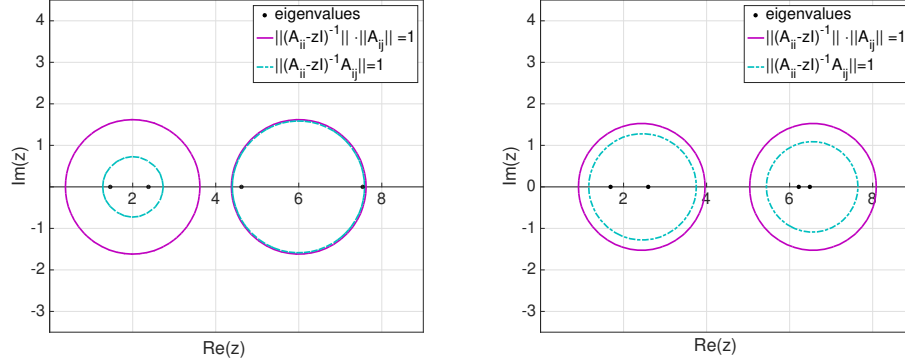 4
3
2
1
0
-1
-2
-3
2
4
6
8
Im(z)
Re(z)
eigenvalues
||(A_ii-zI)^-1|| ·||A_ij|| =1
||(A_ii-zI)^-1A_ij||=1
4
3
2
1
0
-1
-2
-3
2
4
6
8
Im(z)
Re(z)
eigenvalues
||(A_ii-zI)^-1|| ·||A_ij|| =1
||(A_ii-zI)^-1A_ij||=1